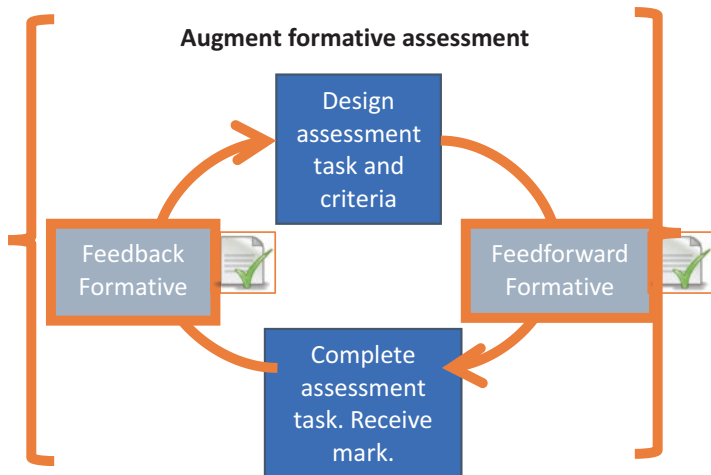 Augment formative assessment
Design
assessment
task and
criteria
Feedback
Formative
Feedforward
Formative
Complete
assessment
task. Receive
mark.